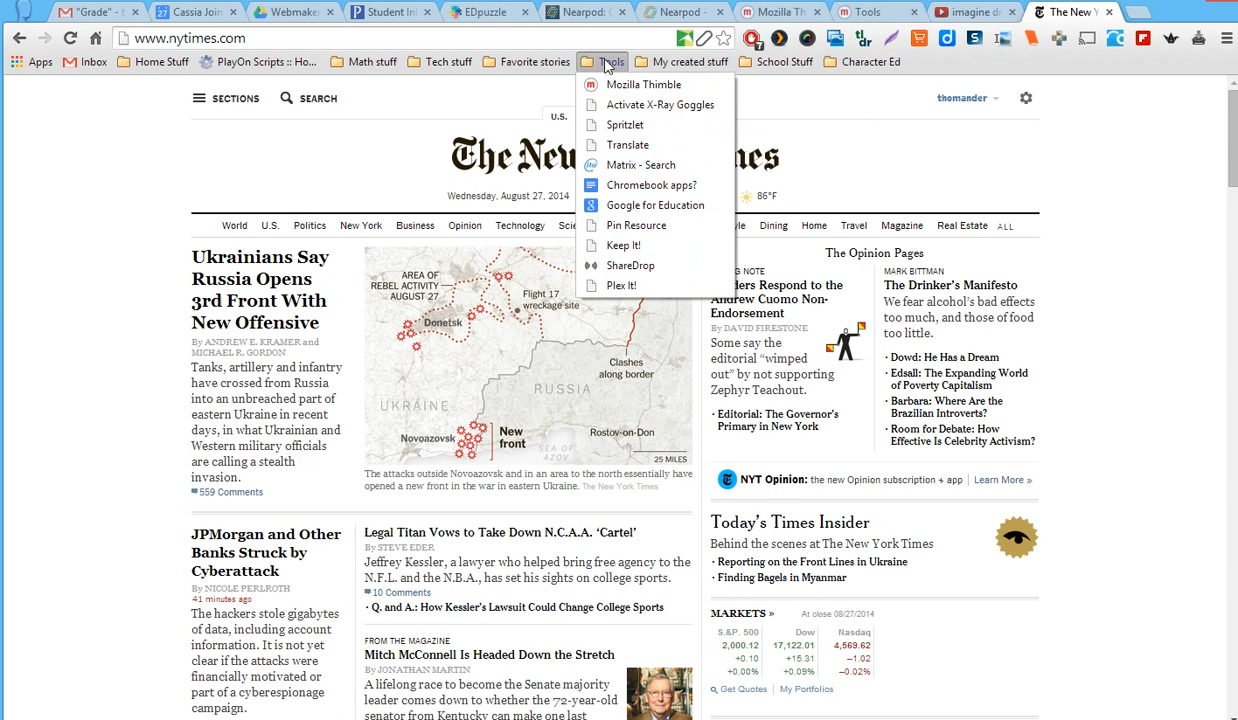 "Grade" - t
Cassia Join
Webmaker
Student In
EDpuzzle
Nearpod: C
Nearpod -
Mozilla Th
Tools
imagine dr
The New Y
www.nytimes.com
Apps
Inbox
Home Stuff
PlayOn Scripts :: Ho...
Math stuff
Tech stuff
Favorite stories
Tools
My created stuff
School Stuff
Character Ed
Mozilla Thimble
Activate X-Ray Goggles
Spritzlet
Translate
Matrix - Search
Chromebook apps?
Google for Education
Pin Resource
Keep It!
ShareDrop
Plex It!
SECTIONS
SEARCH
U.S.
thomander
The New
mes
Wednesday, August 27, 2014
86°F
World U.S. Politics New York Business Opinion Technology Scie
le Dining Home Travel Magazine Real Estate ALL
Ukrainians Say
Russia Opens
3rd Front With
New Offensive
By ANDREW E. KRAMER and
MICHAEL R. GORDON
Tanks, artillery and infantry
have crossed from Russia
into an unbreached part of
eastern Ukraine in recent
days, in what Ukrainian and
Western military officials
are calling a stealth
invasion.
559 Comments
AREA OF
REBEL ACTIVITY
AUGUST 27
Flight 17
wreckage site
Donetsk
Clashes
along border
RUSSIA
UKRAINE
Novoazovsk
New
front
Rostov-on-Don
SEA OF
AZOV
25 MILES
The attacks outside Novoazovsk and in an area to the north essentially have
opened a new front in the war in eastern Ukraine. The New York Times
JPMorgan and Other
Banks Struck by
Cyberattack
By NICOLE PERLROTH
41 minutes ago
The hackers stole gigabytes
of data, including account
information. It is not yet
clear if the attacks were
financially motivated or
part of a cyberespionage
campaign.
Legal Titan Vows to Take Down N.C.A.A. ‘Cartel’
By STEVE EDER
Jeffrey Kessler, a lawyer who helped bring free agency to the
N.F.L. and the N.B.A., has set his sights on college sports.
10 Comments
· Q. and A.: How Kessler's Lawsuit Could Change College Sports
FROM THE MAGAZINE
Mitch McConnell Is Headed Down the Stretch
By JONATHAN MARTIN
A lifelong race to become the Senate majority
leader comes down to whether the 72-year-old
son from Kentucky can make one last
The Opinion Pages
G NOTE
ders Respond to the
Andrew Cuomo Non-
Endorsement
By DAVID FIRESTONE
Some say the
editorial “wimped
out” by not supporting
Zephyr Teachout.
· Editorial: The Governor's
Primary in New York
MARK BITTMAN
The Drinker's Manifesto
We fear alcohol's bad effects
too much, and those of food
too little.
· Dowd: He Has a Dream
· Edsall: The Expanding World
of Poverty Capitalism
· Barbara: Where Are the
Brazilian Introverts?
· Room for Debate: How
Effective Is Celebrity Activism?
NYT Opinion: the new Opinion subscription + app
Learn More »
Today's Times Insider
Behind the scenes at The New York Times
· Reporting on the Front Lines in Ukraine
· Finding Bagels in Myanmar
MARKETS » At close 08/27/2014
S.&P. 500 Dow Nasdaq
2,000.12 17,122.01 4,569.62
+0.10 +15.31 −1.02
+0.00% +0.09% −0.02%
Get Quotes
My Portfolios